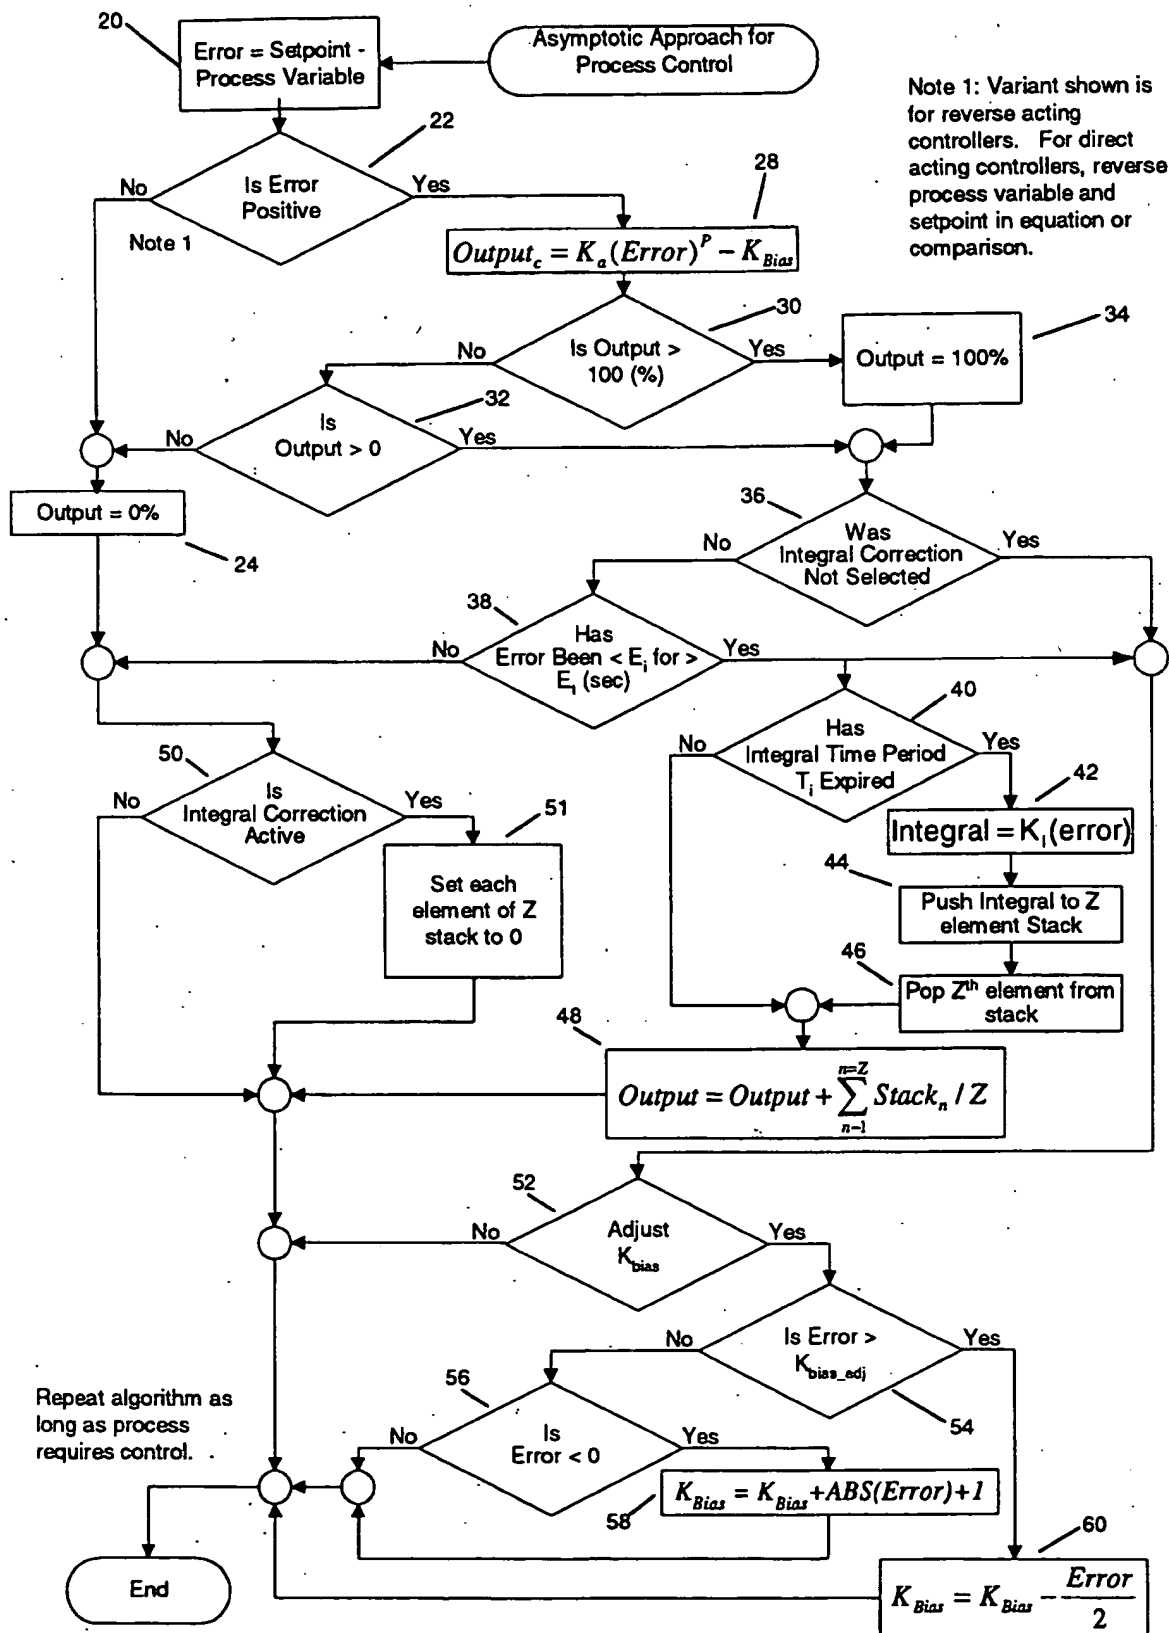 20
Error = Setpoint -
Process Variable
Asymptotic Approach for
Process Control
Note 1: Variant shown is
for reverse acting
controllers. For direct
acting controllers, reverse
process variable and
setpoint in equation or
comparison.
22
No
Is Error
Positive
Yes
Note 1
28
Output_c = K_a(Error)^P - K_Bias
30
No
Is Output >
100 (%)
Yes
34
Output = 100%
32
No
Is
Output > 0
Yes
Output = 0%
24
36
No
Was
Integral Correction
Not Selected
Yes
38
No
Has
Error Been < E_i for >
E_i (sec)
Yes
40
No
Has
Integral Time Period
T_i Expired
Yes
42
Integral = K_i(error)
44
Push Integral to Z
element Stack
46
Pop Z^th element from
stack
50
No
Is
Integral Correction
Active
Yes
51
Set each
element of Z
stack to 0
48
Output = Output + \sum_{n-1}^{n=Z} Stack_n / Z
52
No
Adjust
K_bias
Yes
No
Is Error >
K_bias_adj
Yes
54
56
No
Is
Error < 0
Yes
Repeat algorithm as
long as process
requires control.
K_Bias = K_Bias+ABS(Error)+1
58
60
K_Bias = K_Bias - Error/2
End